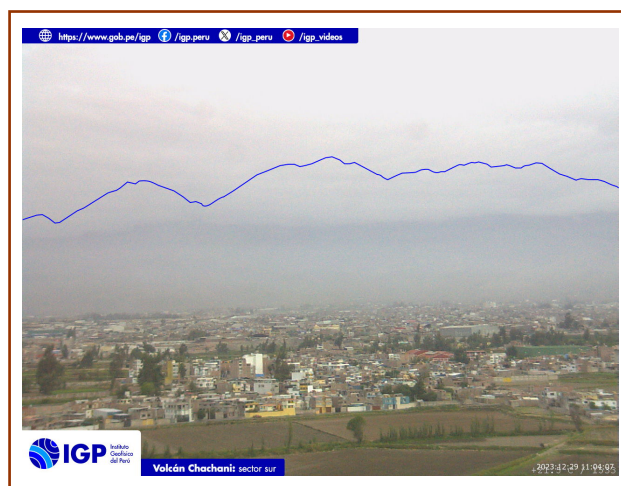 https://www.gob.pe/igp /igp.peru /igp_peru /igp_videos
IGP Instituto
Geofísico
del Perú
Volcán Chachani: sector sur
2023:12:29 11:04:07